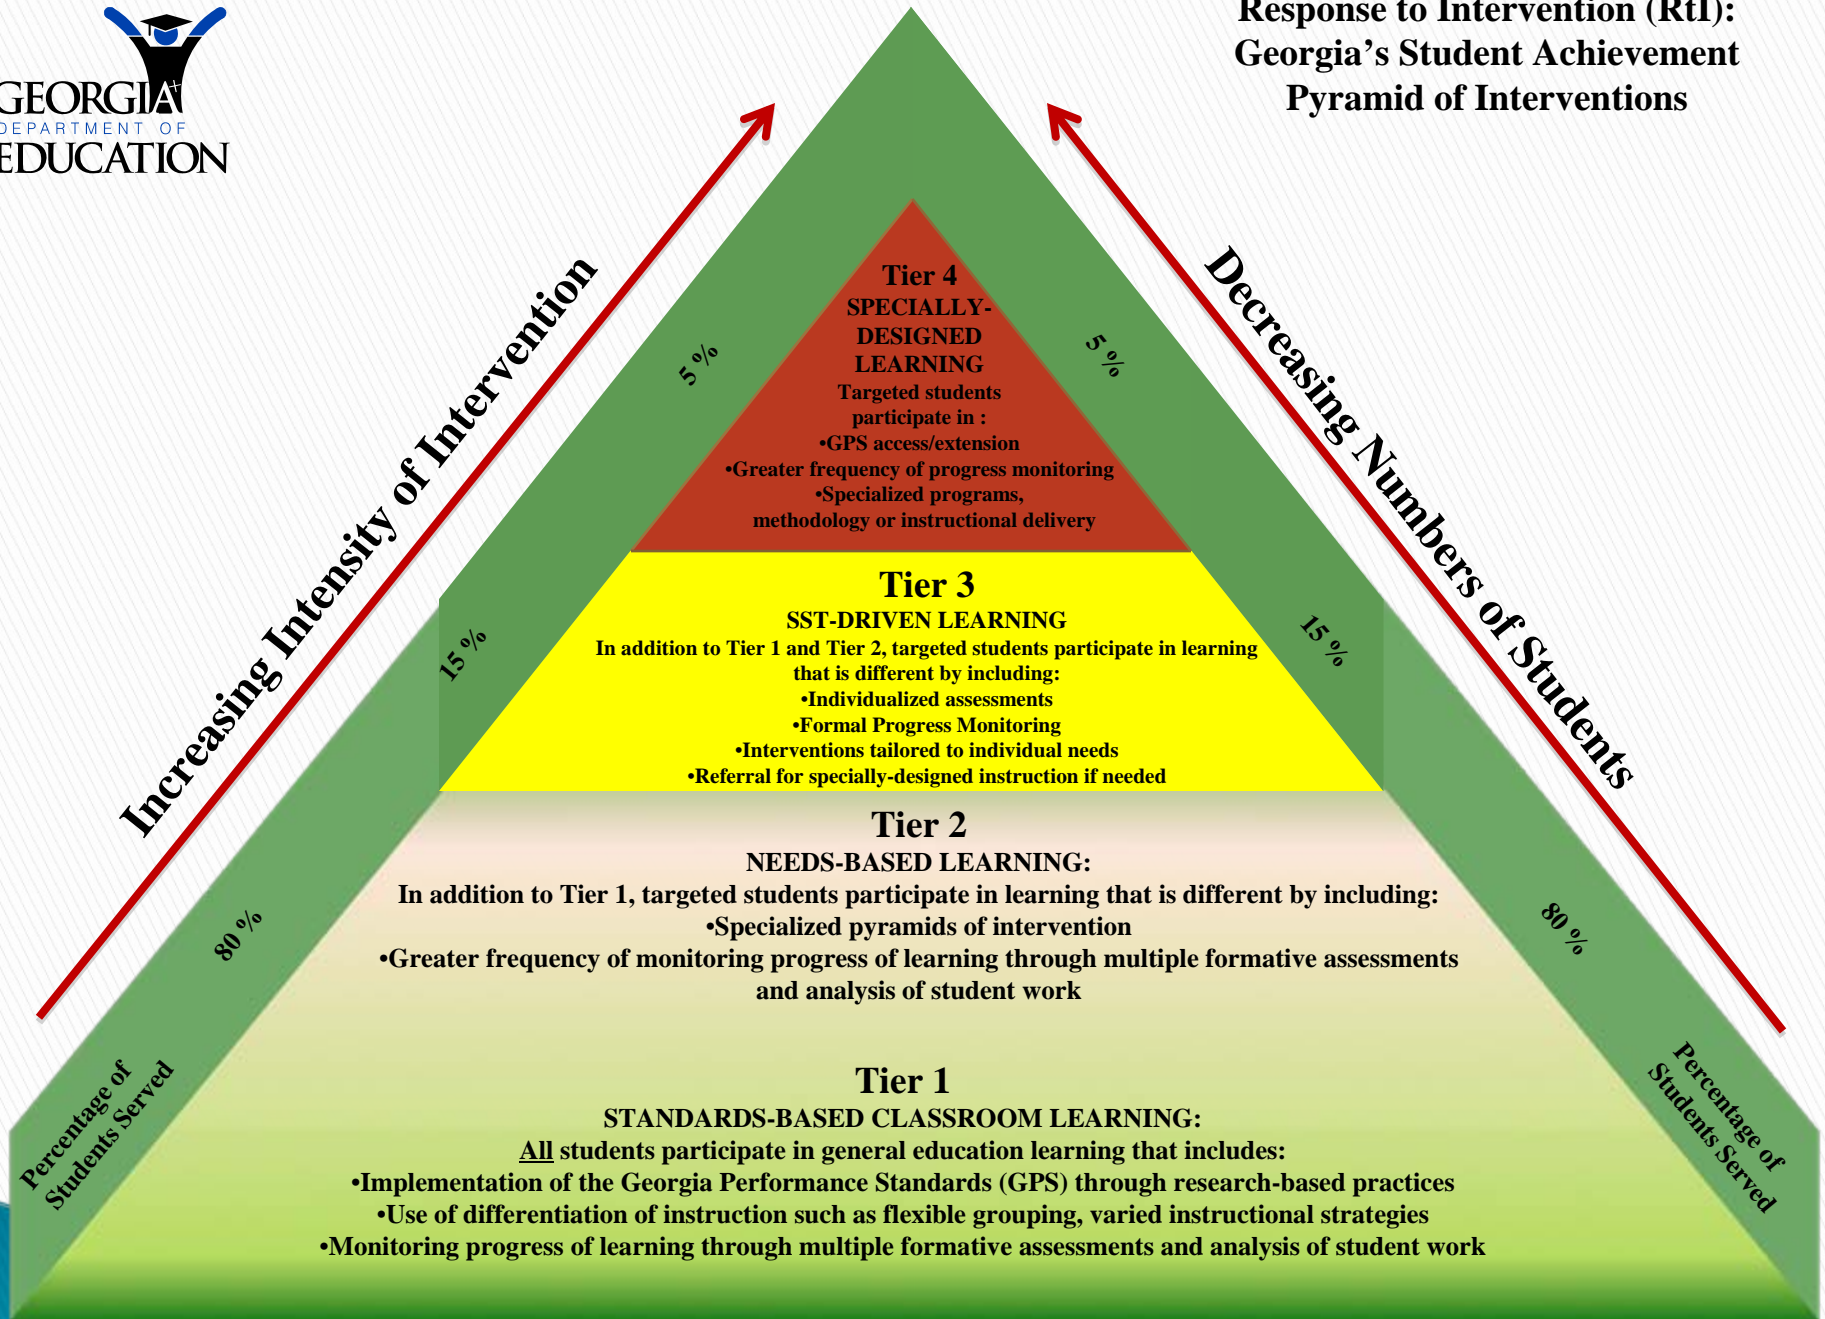 GEORGIA
DEPARTMENT OF
EDUCATION
Response to Intervention (RtI):
Georgia’s Student Achievement
Pyramid of Interventions
Increasing Intensity of Intervention
Decreasing Numbers of Students
Tier 4
SPECIALLY-
DESIGNED
LEARNING
Targeted students
participate in :
•GPS access/extension
•Greater frequency of progress monitoring
•Specialized programs,
methodology or instructional delivery
5 %
5 %
Tier 3
SST-DRIVEN LEARNING
In addition to Tier 1 and Tier 2, targeted students participate in learning
that is different by including:
•Individualized assessments
•Formal Progress Monitoring
•Interventions tailored to individual needs
•Referral for specially-designed instruction if needed
15 %
15 %
Tier 2
NEEDS-BASED LEARNING:
In addition to Tier 1, targeted students participate in learning that is different by including:
•Specialized pyramids of intervention
•Greater frequency of monitoring progress of learning through multiple formative assessments
and analysis of student work
80 %
80 %
Tier 1
STANDARDS-BASED CLASSROOM LEARNING:
All students participate in general education learning that includes:
•Implementation of the Georgia Performance Standards (GPS) through research-based practices
•Use of differentiation of instruction such as flexible grouping, varied instructional strategies
•Monitoring progress of learning through multiple formative assessments and analysis of student work
Percentage of
Students Served
Percentage of
Students Served